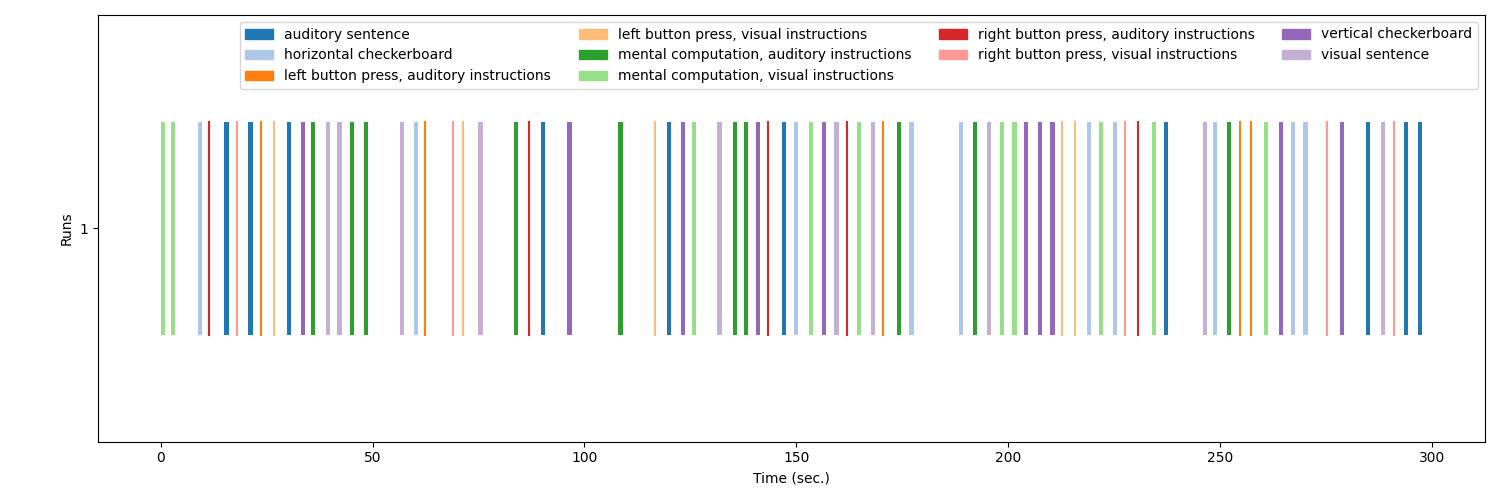 auditory sentence
horizontal checkerboard
left button press, auditory instructions
left button press, visual instructions
mental computation, auditory instructions
mental computation, visual instructions
right button press, auditory instructions
right button press, visual instructions
vertical checkerboard
visual sentence
Runs
1
0 50 100 150 200 250 300
Time (sec.)